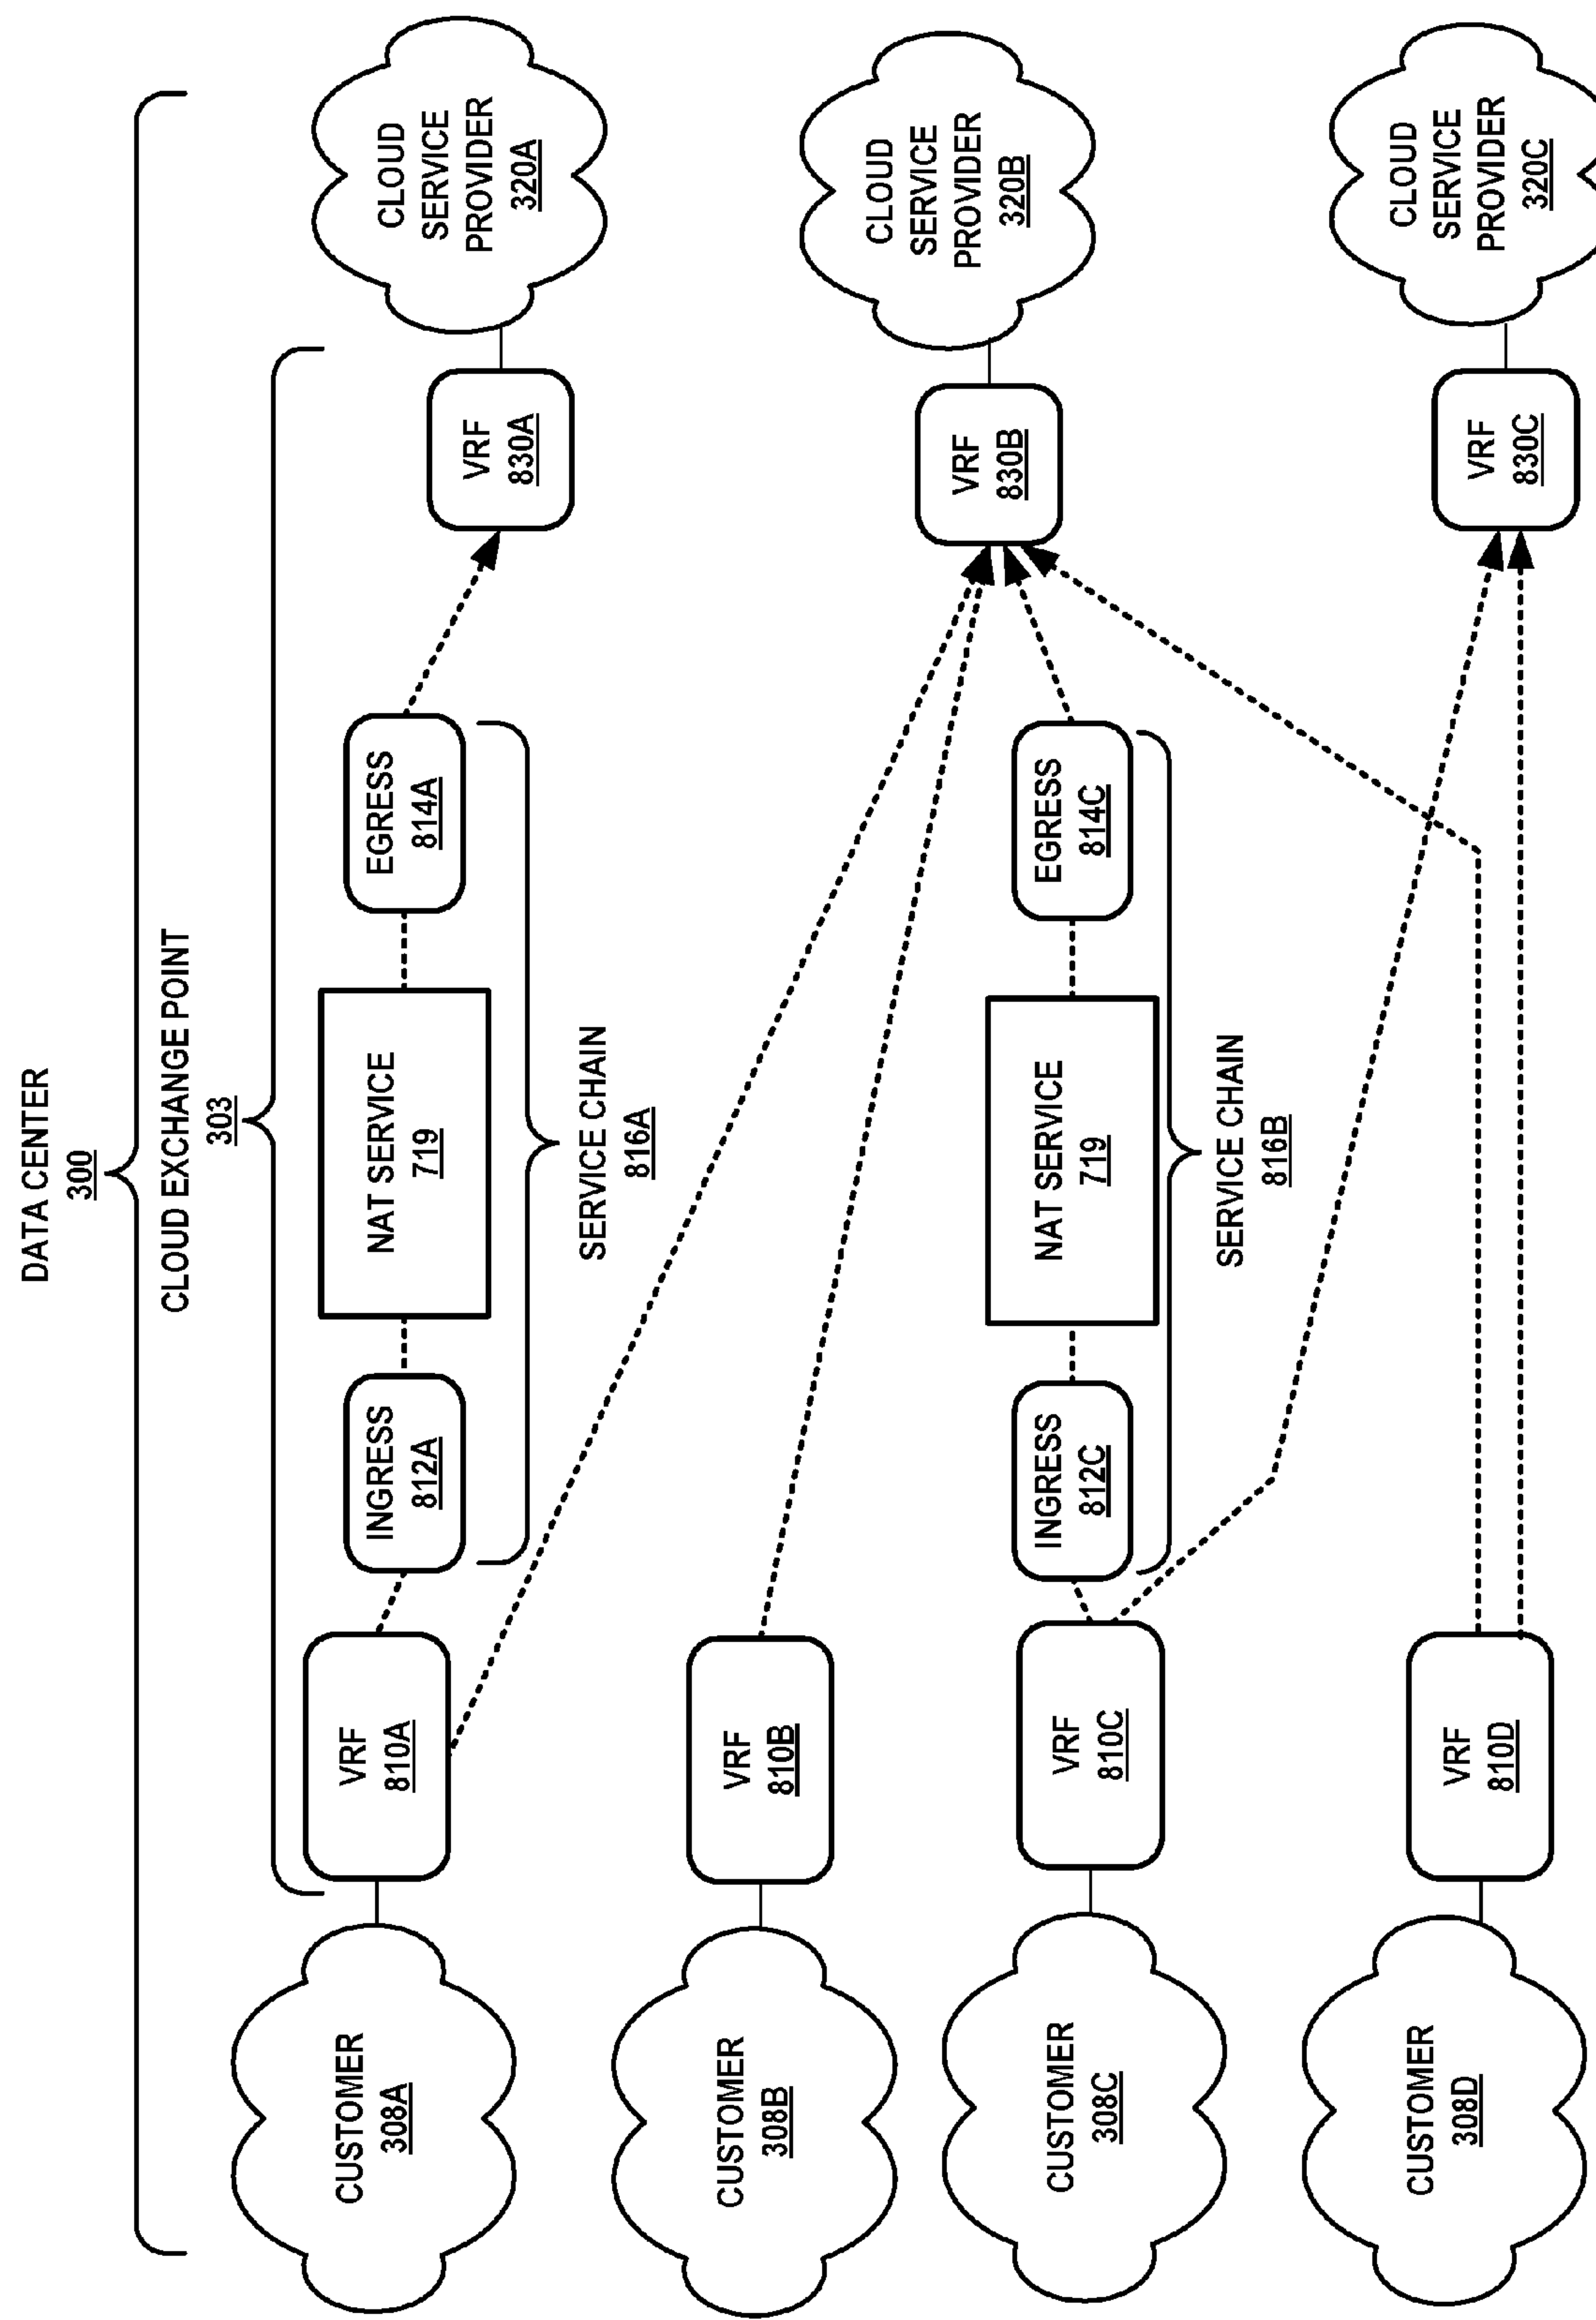 DATA CENTER
300
CLOUD EXCHANGE POINT
303
CUSTOMER
308A
VRF
810A
INGRESS
812A
NAT SERVICE
719
EGRESS
814A
SERVICE CHAIN
816A
VRF
830A
CLOUD
SERVICE
PROVIDER
320A
CUSTOMER
308B
VRF
810B
VRF
830B
CLOUD
SERVICE
PROVIDER
320B
CUSTOMER
308C
VRF
810C
INGRESS
812C
NAT SERVICE
719
EGRESS
814C
SERVICE CHAIN
816B
CUSTOMER
308D
VRF
810D
VRF
830C
CLOUD
SERVICE
PROVIDER
320C